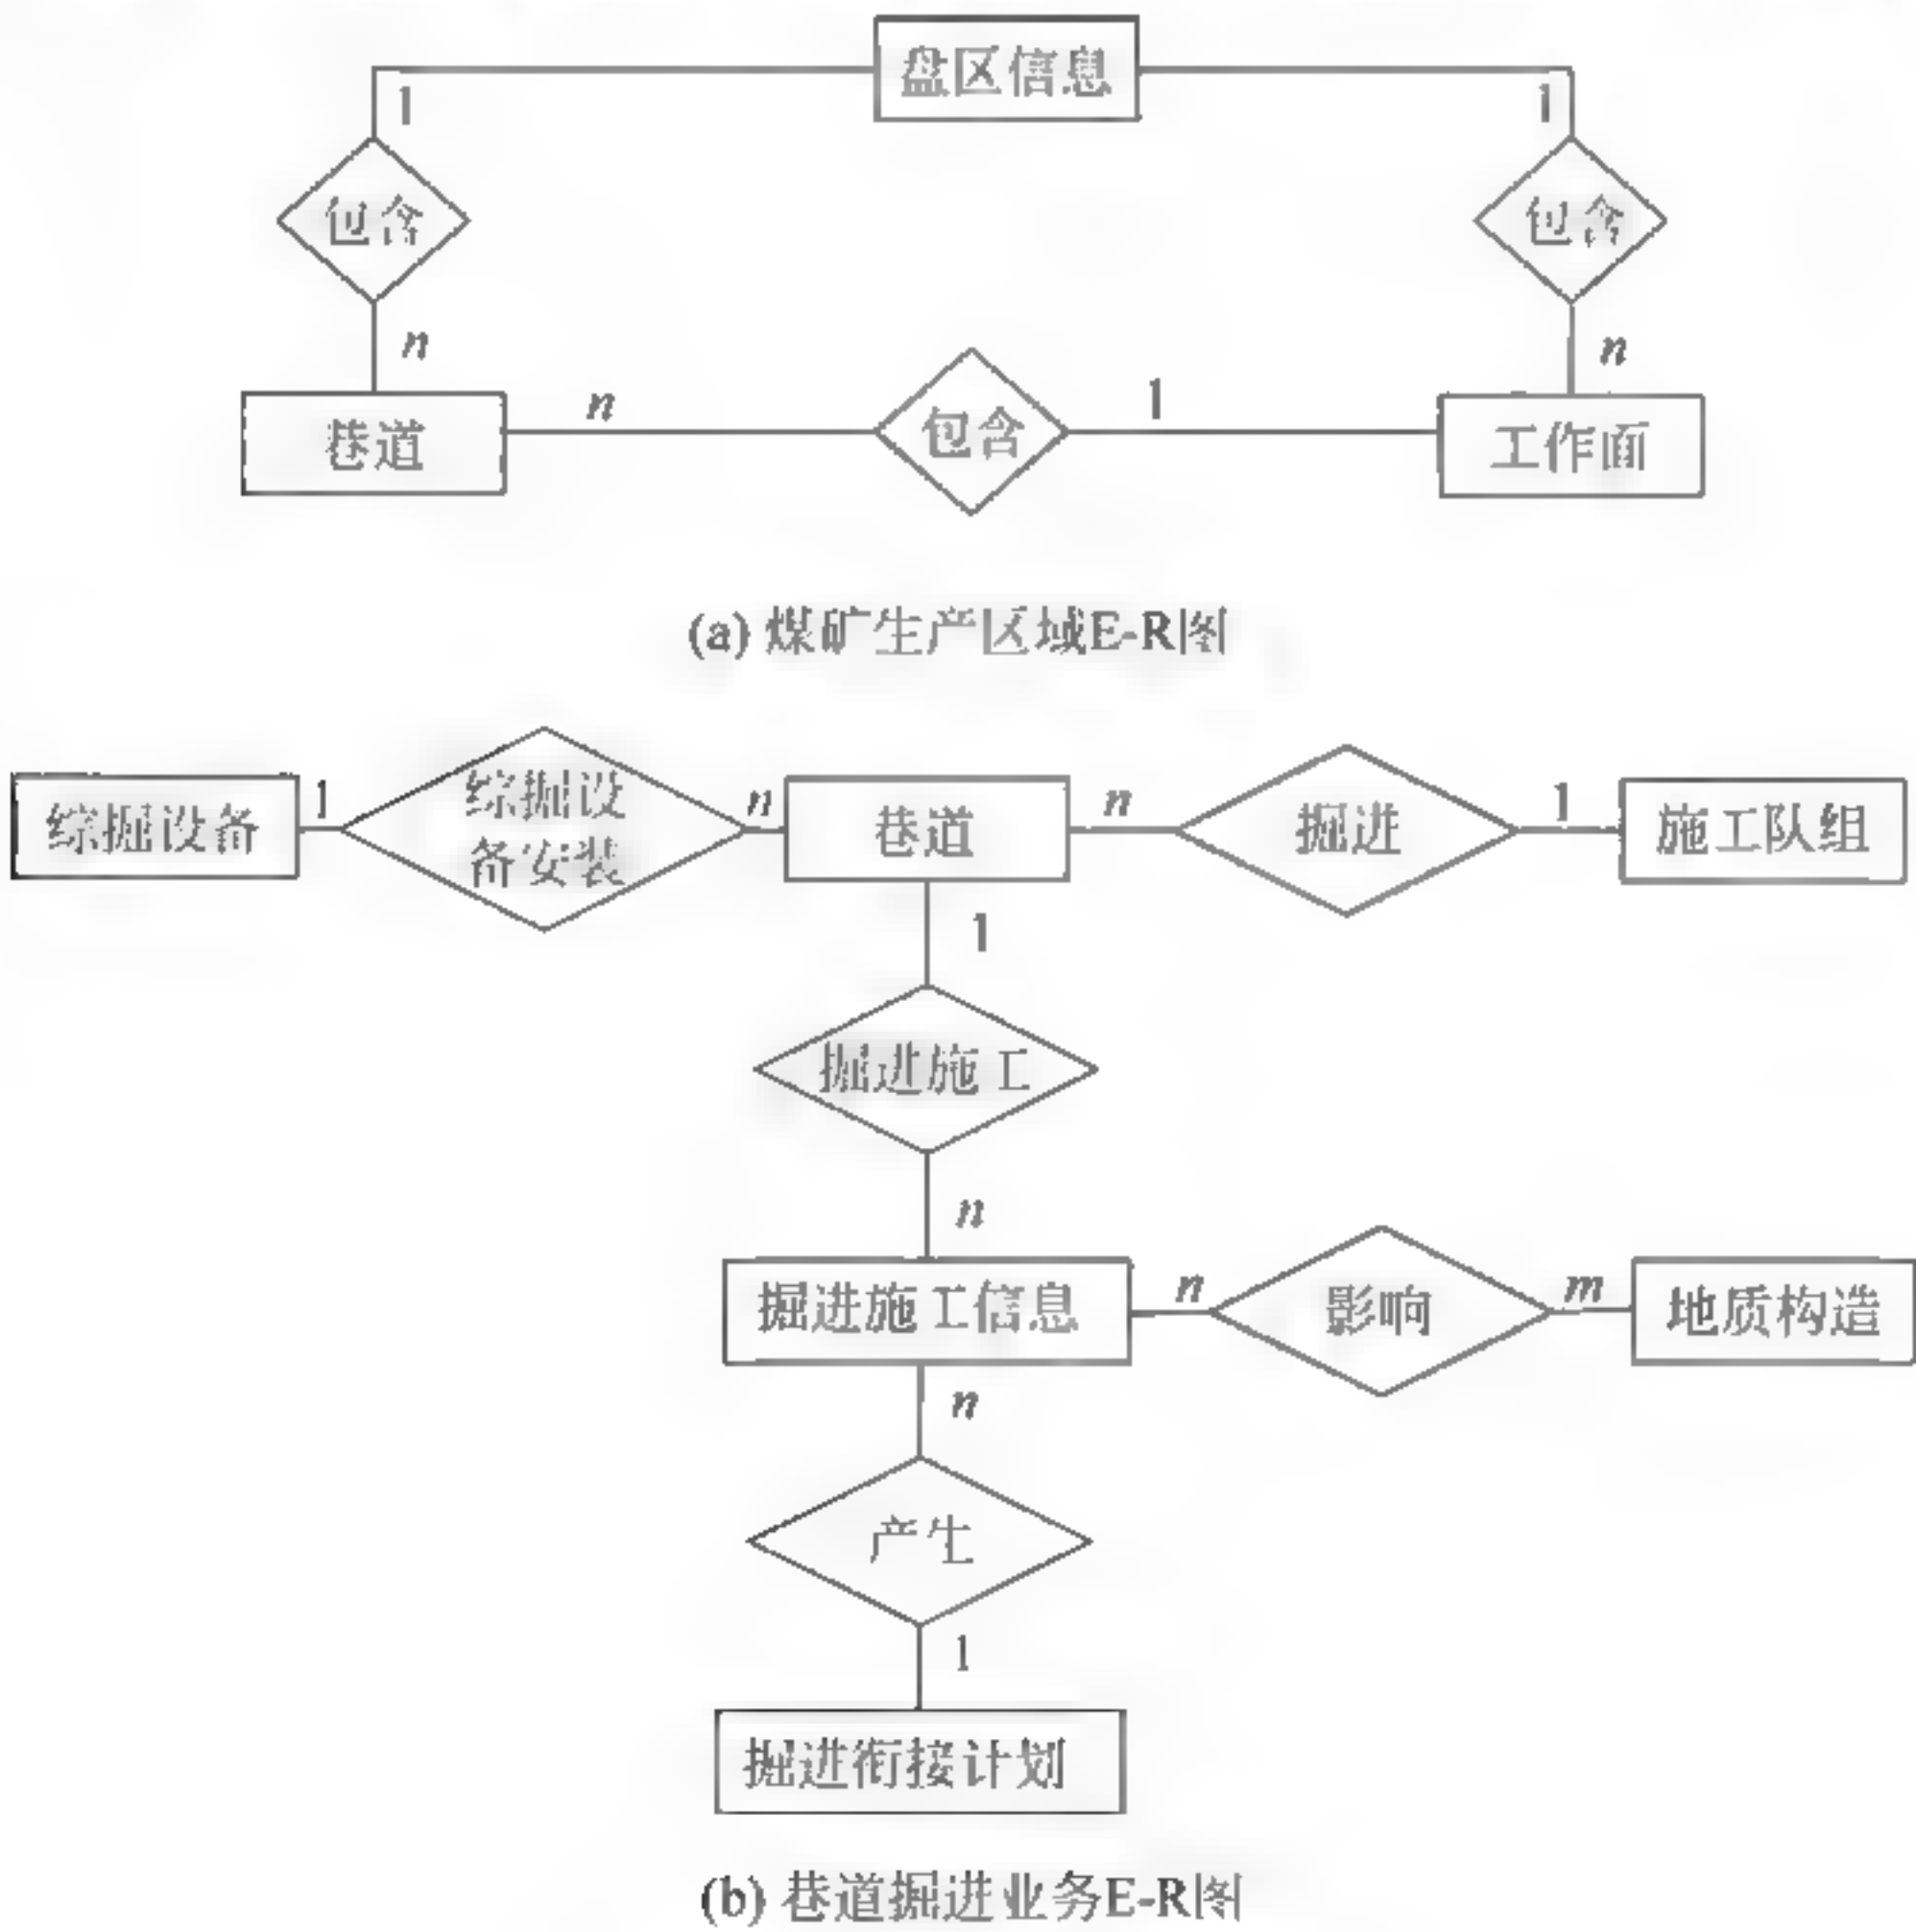 盘区信息
1
1
包含
包含
n
n
巷道
n
包含
1
工作面
(a) 煤矿生产区域E-R图
综掘设备
1
综掘设
备安装
n
巷道
n
掘进
1
施工队组
1
掘进施工
n
掘进施工信息
n
影响
m
地质构造
n
产生
1
掘进衔接计划
(b) 巷道掘进业务E-R图